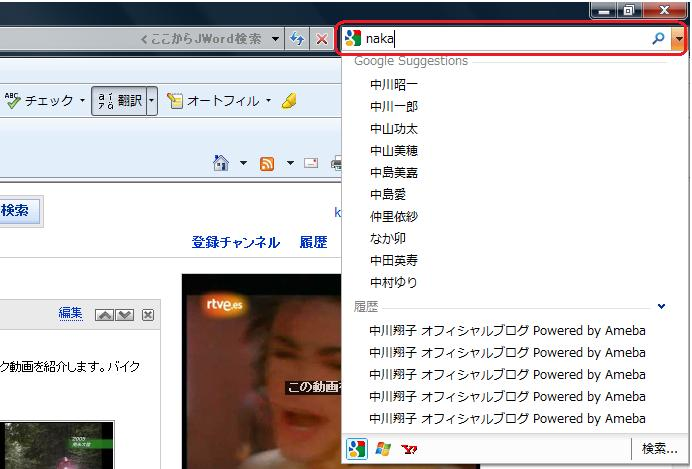 <ここからJWord検索
naka
Google Suggestions
ABC チェック
翻訳
オートフィル
中川昭一
中川一郎
中山功太
中山美穂
中島美嘉
中島愛
仲里依紗
なか卯
中田英寿
中村ゆり
検索
k
登録チャンネル 履歴
rtve.es
この動画を
編集
ク動画を紹介します。バイク
2009
履歴
中川翔子 オフィシャルブログ Powered by Ameba
中川翔子 オフィシャルブログ Powered by Ameba
中川翔子 オフィシャルブログ Powered by Ameba
中川翔子 オフィシャルブログ Powered by Ameba
中川翔子 オフィシャルブログ Powered by Ameba
検索...